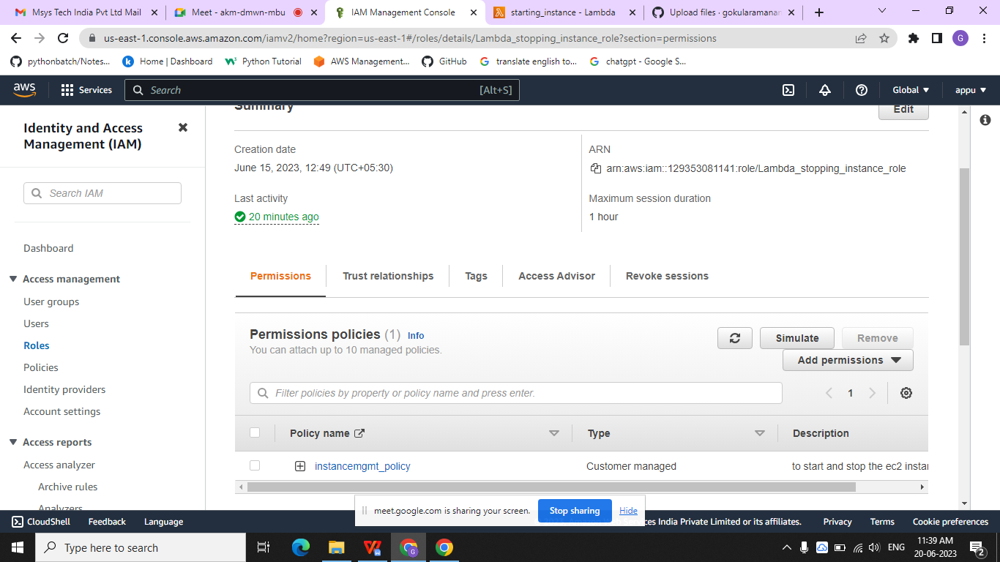 Msys Tech India Pvt Ltd Mail
Meet - akm-dmwn-mbu
IAM Management Console
starting_instance - Lambda
Upload files · gokularamanan
us-east-1.console.aws.amazon.com/iamv2/home?region=us-east-1#/roles/details/Lambda_stopping_instance_role?section=permissions
G
pythonbatch/Notes...
Home | Dashboard
Python Tutorial
AWS Management...
GitHub
translate english to...
chatgpt - Google S...
aws
Services
Search
[Alt+S]
Global
appu
Identity and Access
Management (IAM)
Search IAM
Dashboard
Access management
User groups
Users
Roles
Policies
Identity providers
Account settings
Access reports
Access analyzer
Archive rules
Analyzers
Summary
Edit
Creation date
June 15, 2023, 12:49 (UTC+05:30)
ARN
arn:aws:iam::129353081141:role/Lambda_stopping_instance_role
Last activity
20 minutes ago
Maximum session duration
1 hour
Permissions
Trust relationships
Tags
Access Advisor
Revoke sessions
Permissions policies (1) Info
You can attach up to 10 managed policies.
Simulate
Remove
Add permissions
Filter policies by property or policy name and press enter.
1
Policy name
Type
Description
instancemgmt_policy
Customer managed
to start and stop the ec2 instan
meet.google.com is sharing your screen.
Stop sharing
Hide
CloudShell
Feedback
Language
es India Private Limited or its affiliates.
Privacy
Terms
Cookie preferences
Type here to search
ENG
11:39 AM
20-06-2023
2